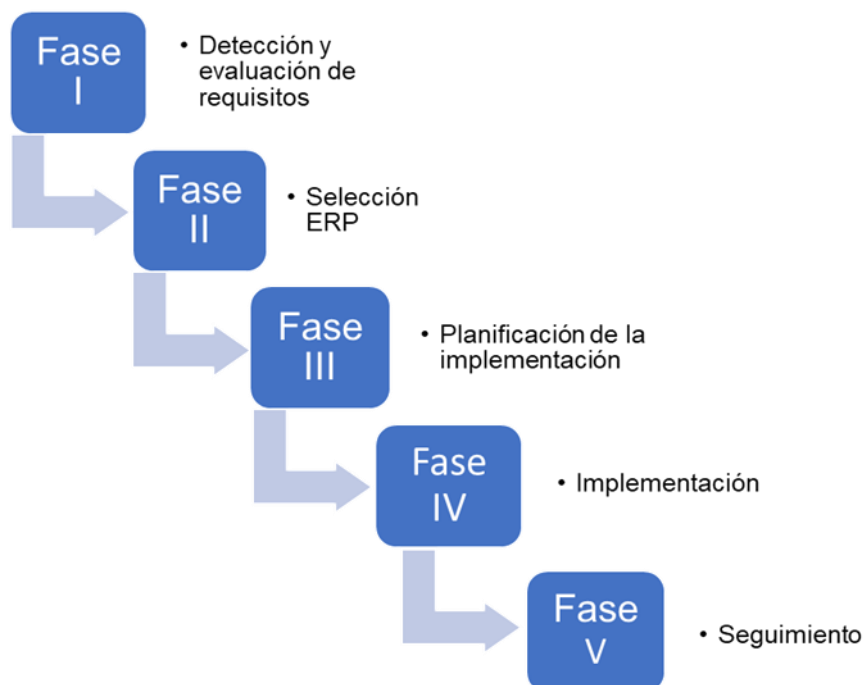 Fase
I
• Detección y
evaluación de
requisitos
Fase
II
• Selección
ERP
Fase
III
• Planificación de la
implementación
Fase
IV
• Implementación
Fase
V
• Seguimiento